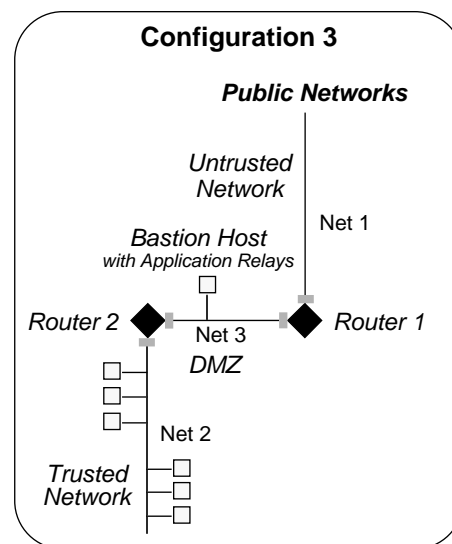 Configuration 3
Public Networks
Untrusted
Network
Net 1
Bastion Host
with Application Relays
Router 2
Router 1
Net 3
DMZ
Net 2
Trusted
Network